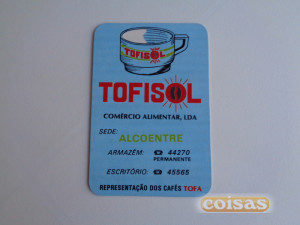 TOFISOL
TOFISOL
COMÉRCIO ALIMENTAR, LDA
SEDE:
ALCOENTRE
ARMAZÉM: ☎ 44270
PERMANENTE
ESCRITÓRIO: ☎ 45565
REPRESENTAÇÃO DOS CAFÉS TOFA
coisas